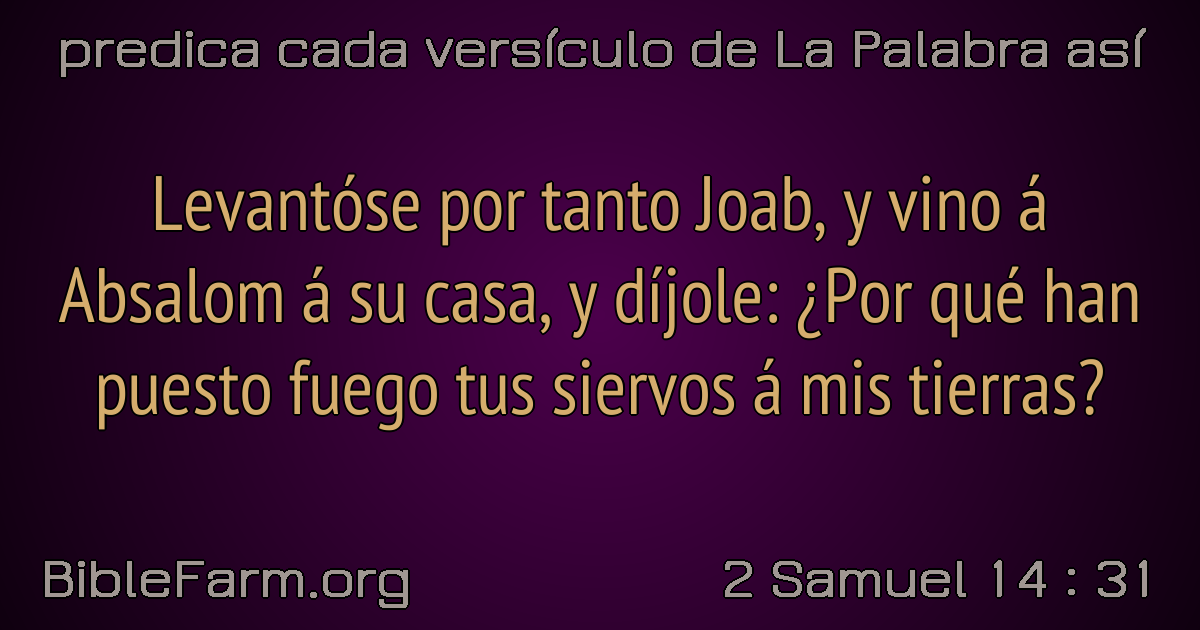 predica cada versículo de La Palabra así
Levantóse por tanto Joab, y vino á
Absalom á su casa, y díjole: ¿Por qué han
puesto fuego tus siervos á mis tierras?
BibleFarm.org
2 Samuel 14 : 31